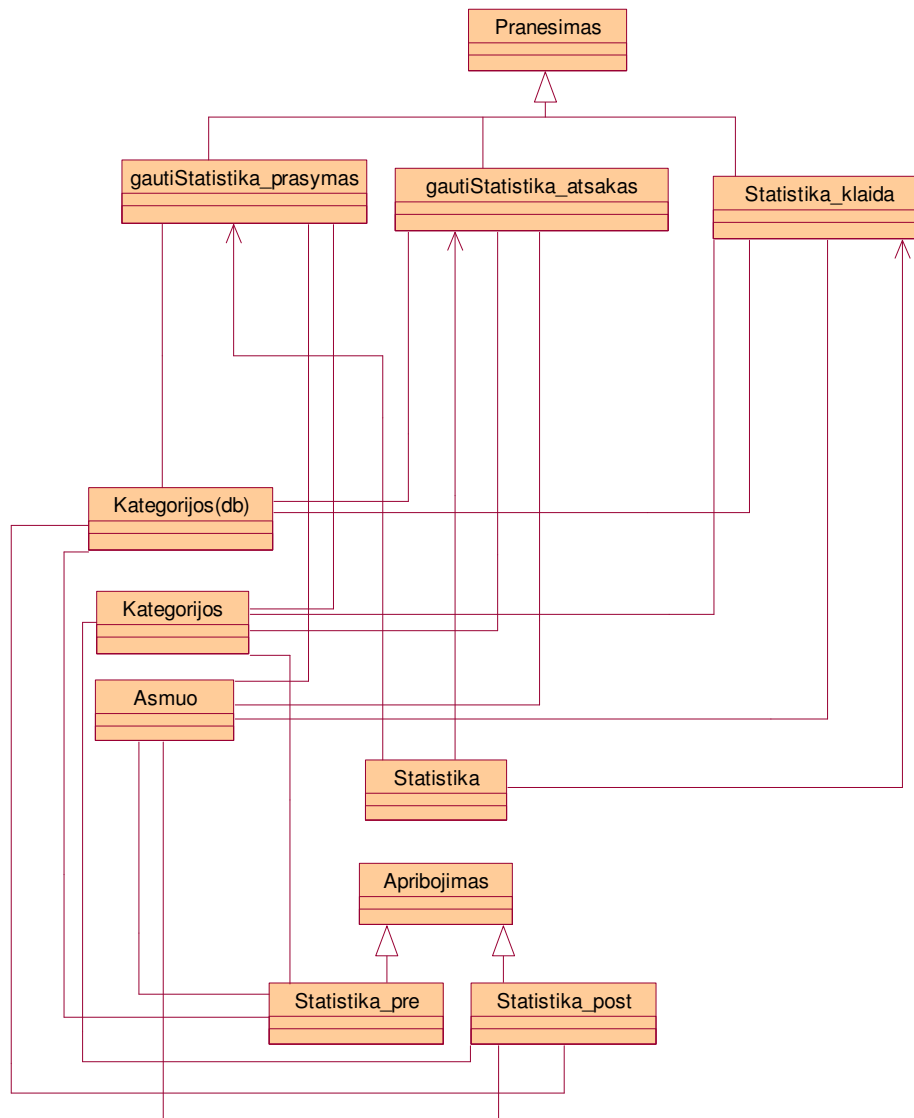 Pranesimas
gautiStatistika_prasymas
gautiStatistika_atsakas
Statistika_klaida
Kategorijos(db)
Kategorijos
Asmuo
Statistika
Apribojimas
Statistika_pre
Statistika_post